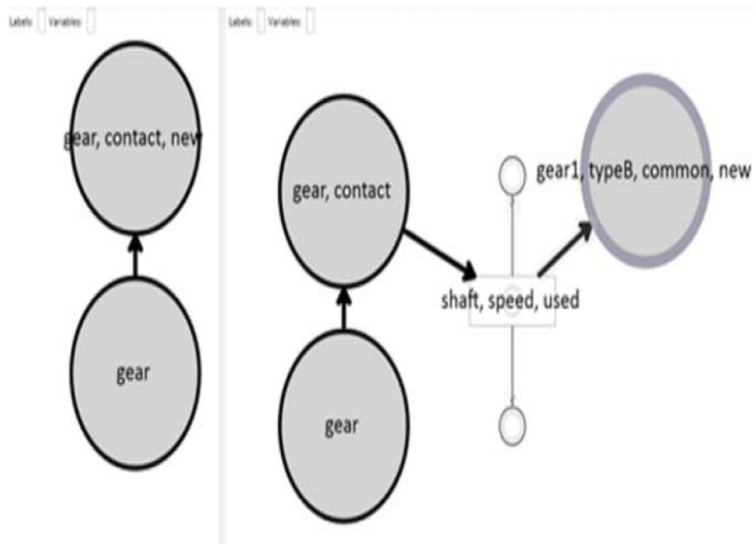 Labels Variables
gear, contact, new
gear
Labels Variables
gear, contact
gear1, typeB, common, new
shaft, speed, used
gear